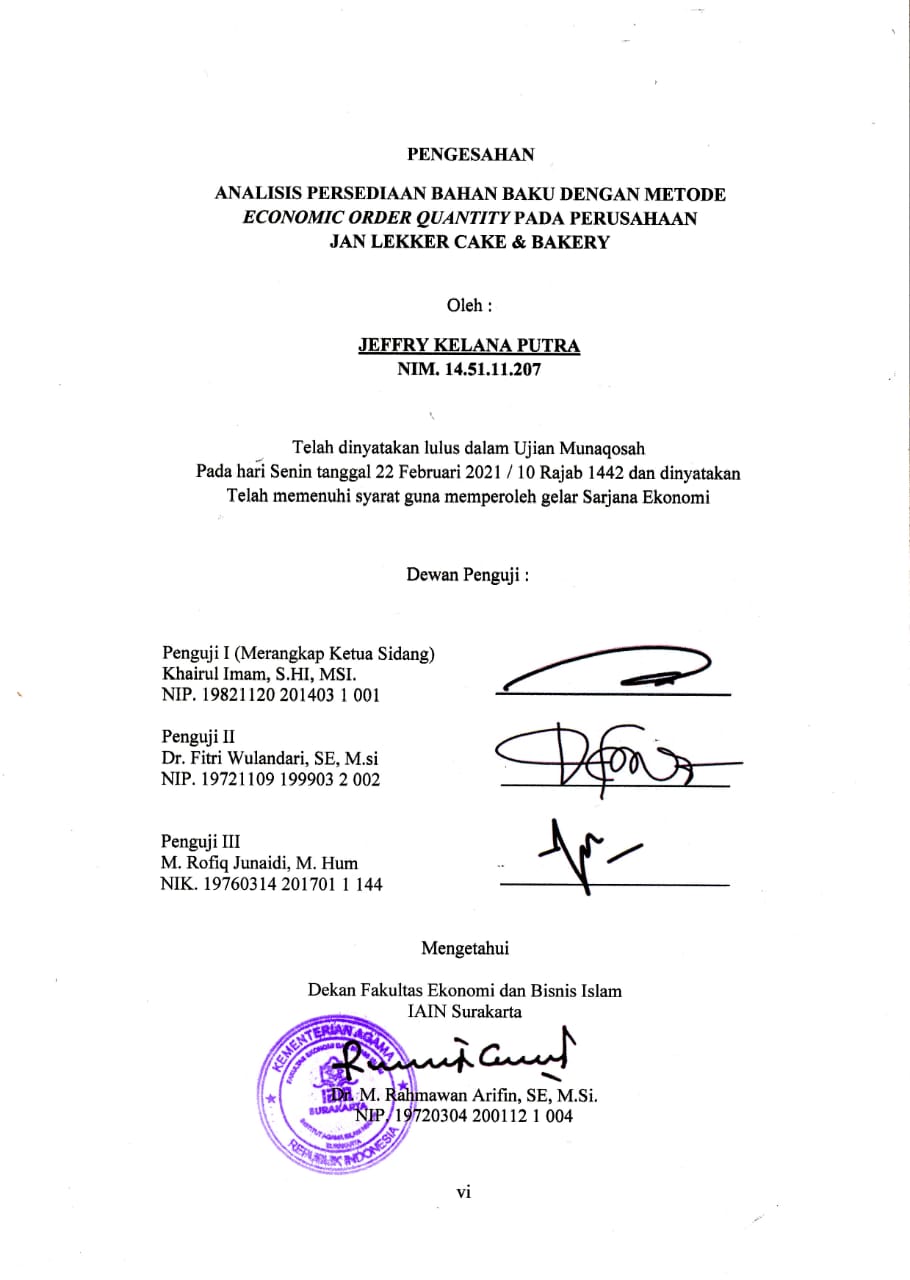 PENGESAHAN
ANALISIS PERSEDIAAN BAHAN BAKU DENGAN METODE
ECONOMIC ORDER QUANTITY PADA PERUSAHAAN
JAN LEKKER CAKE & BAKERY
Oleh :
JEFFRY KELANA PUTRA
NIM. 14.51.11.207
Telah dinyatakan lulus dalam Ujian Munaqosah
Pada hari Senin tanggal 22 Februari 2021 / 10 Rajab 1442 dan dinyatakan
Telah memenuhi syarat guna memperoleh gelar Sarjana Ekonomi
Dewan Penguji :
Penguji I (Merangkap Ketua Sidang)
Khairul Imam, S.HI, MSI.
NIP. 19821120 201403 1 001
Penguji II
Dr. Fitri Wulandari, SE, M.si
NIP. 19721109 199903 2 002
Penguji III
M. Rofiq Junaidi, M. Hum
NIK. 19760314 201701 1 144
Mengetahui
Dekan Fakultas Ekonomi dan Bisnis Islam
IAIN Surakarta
KEMENTERIAN AGAMA
SURAKARTA
REPUBLIK INDONESIA
Dr. M. Rahmawan Arifin, SE, M.Si.
NIP. 19720304 200112 1 004
vi